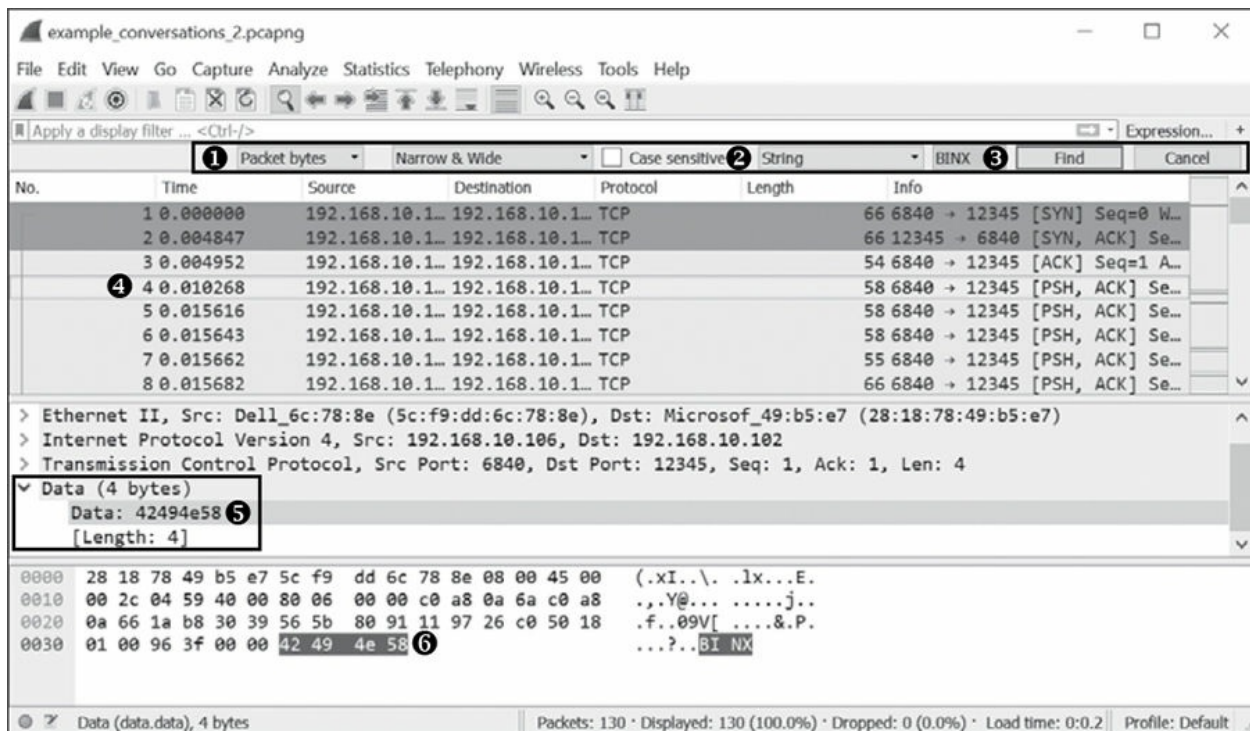 example_conversations_2.pcapng
File Edit View Go Capture Analyze Statistics Telephony Wireless Tools Help
Apply a display filter ... <Ctrl-/> Expression... +
❶ Packet bytes Narrow & Wide Case sensitive ❷ String BINX ❸ Find Cancel
No. Time Source Destination Protocol Length Info
1 0.000000 192.168.10.1… 192.168.10.1… TCP 66 6840 → 12345 [SYN] Seq=0 W…
2 0.004847 192.168.10.1… 192.168.10.1… TCP 66 12345 → 6840 [SYN, ACK] Se…
3 0.004952 192.168.10.1… 192.168.10.1… TCP 54 6840 → 12345 [ACK] Seq=1 A…
❹ 4 0.010268 192.168.10.1… 192.168.10.1… TCP 58 6840 → 12345 [PSH, ACK] Se…
5 0.015616 192.168.10.1… 192.168.10.1… TCP 58 6840 → 12345 [PSH, ACK] Se…
6 0.015643 192.168.10.1… 192.168.10.1… TCP 58 6840 → 12345 [PSH, ACK] Se…
7 0.015662 192.168.10.1… 192.168.10.1… TCP 55 6840 → 12345 [PSH, ACK] Se…
8 0.015682 192.168.10.1… 192.168.10.1… TCP 66 6840 → 12345 [PSH, ACK] Se…
> Ethernet II, Src: Dell_6c:78:8e (5c:f9:dd:6c:78:8e), Dst: Microsof_49:b5:e7 (28:18:78:49:b5:e7)
> Internet Protocol Version 4, Src: 192.168.10.106, Dst: 192.168.10.102
> Transmission Control Protocol, Src Port: 6840, Dst Port: 12345, Seq: 1, Ack: 1, Len: 4
Data (4 bytes)
Data: 42494e58 ❺
[Length: 4]
0000 28 18 78 49 b5 e7 5c f9 dd 6c 78 8e 08 00 45 00 (.xI..\. .lx...E.
0010 00 2c 04 59 40 00 80 06 00 00 c0 a8 0a 6a c0 a8 .,.Y@... .....j..
0020 0a 66 1a b8 30 39 56 5b 80 91 11 97 26 c0 50 18 .f..09V[ ....&.P.
0030 01 00 96 3f 00 00 42 49 4e 58 ❻ ...?..BI NX
Data (data.data), 4 bytes Packets: 130 · Displayed: 130 (100.0%) · Dropped: 0 (0.0%) · Load time: 0:0.2 Profile: Default